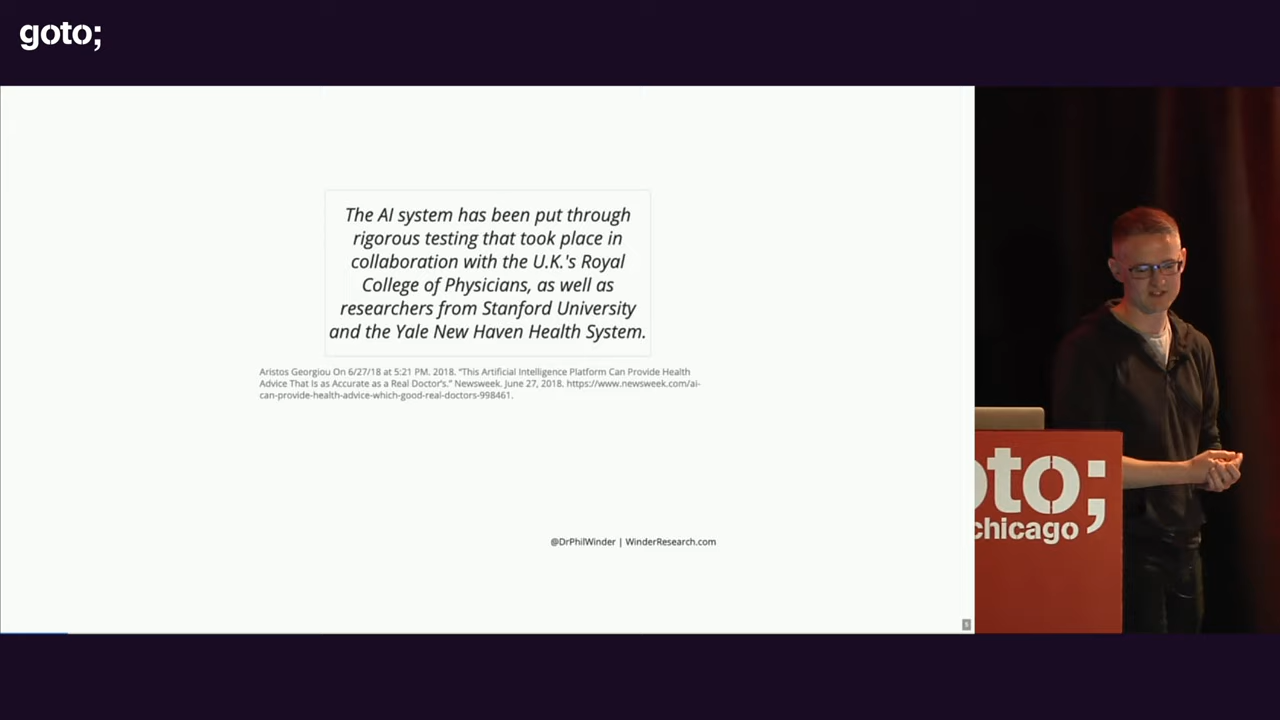 goto;
The AI system has been put through
rigorous testing that took place in
collaboration with the U.K.'s Royal
College of Physicians, as well as
researchers from Stanford University
and the Yale New Haven Health System.
Aristos Georgiou On 6/27/18 at 5:21 PM. 2018. "This Artificial Intelligence Platform Can Provide Health
Advice That Is as Accurate as a Real Doctor's." Newsweek. June 27, 2018. https://www.newsweek.com/ai-
can-provide-health-advice-which-good-real-doctors-998461.
@DrPhilWinder | WinderResearch.com
oto;
chicago